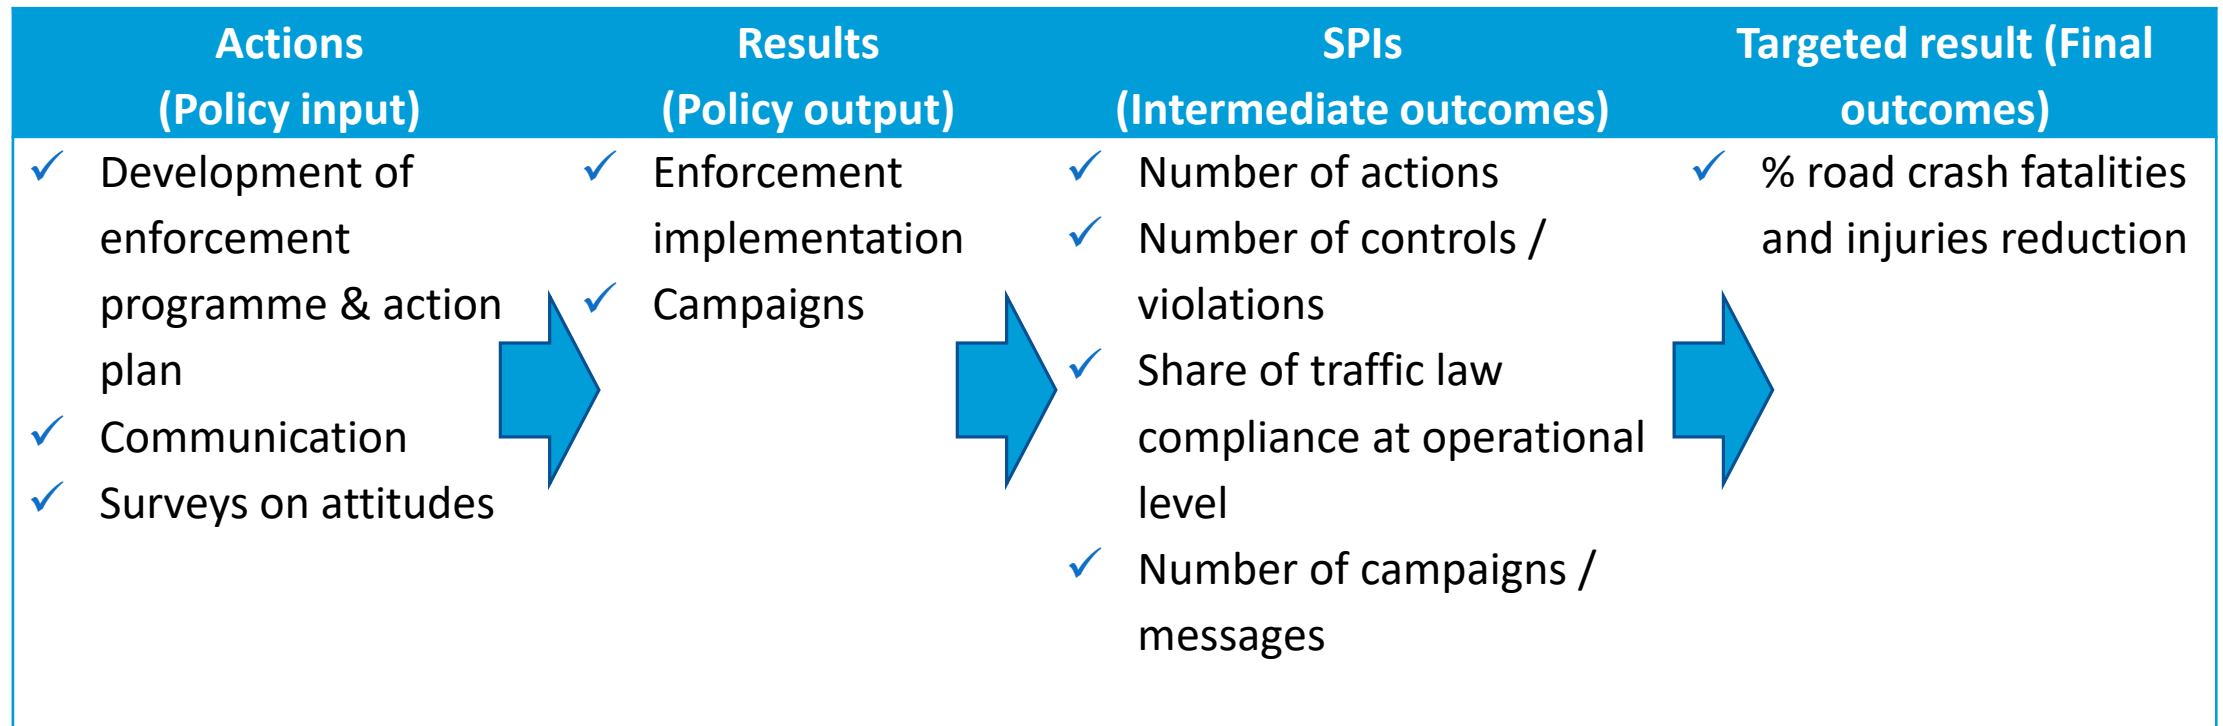 Actions
(Policy input)
Results
(Policy output)
SPIs
(Intermediate outcomes)
Targeted result (Final
outcomes)
Development of
enforcement
programme & action
plan
Communication
Surveys on attitudes
Enforcement
implementation
Campaigns
Number of actions
Number of controls /
violations
Share of traffic law
compliance at operational
level
Number of campaigns /
messages
% road crash fatalities
and injuries reduction